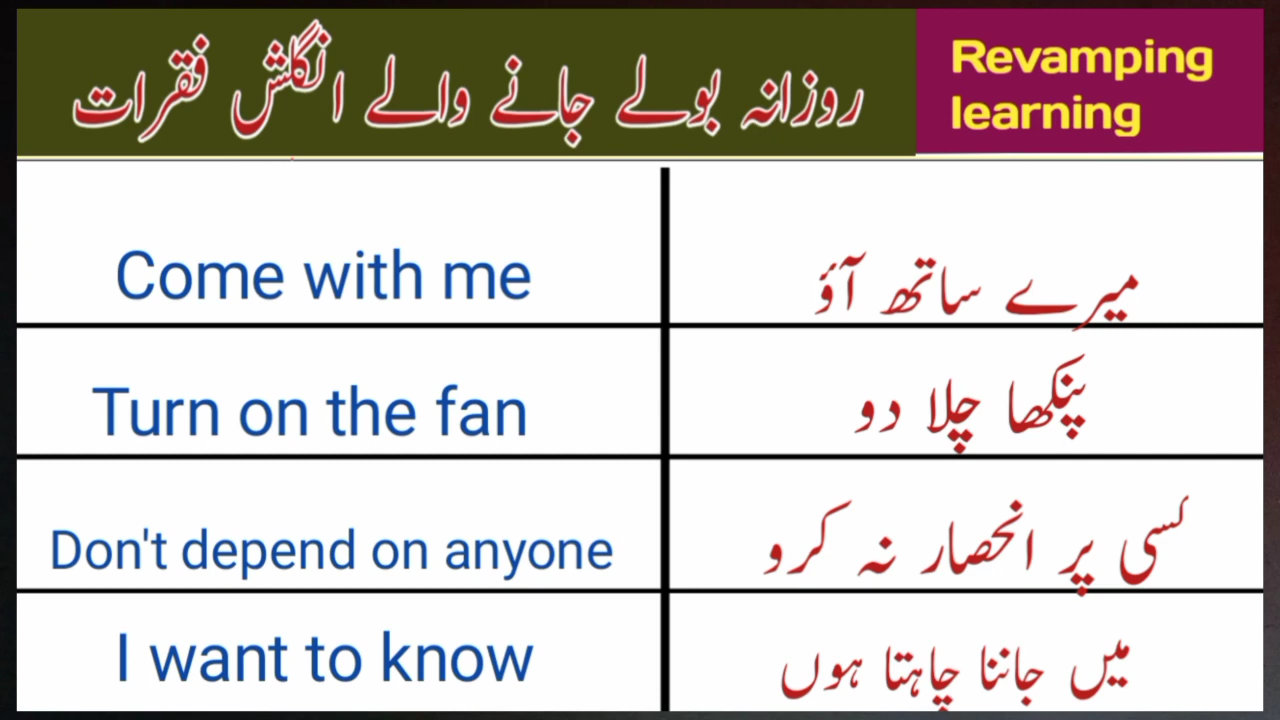 روزانہ بولے جانے والے انگلش فقرات
Revamping
learning
Come with me
میرے ساتھ آؤ
Turn on the fan
پنکھا چلا دو
Don't depend on anyone
کسی پر انحصار نہ کرو
I want to know
میں جاننا چاہتا ہوں